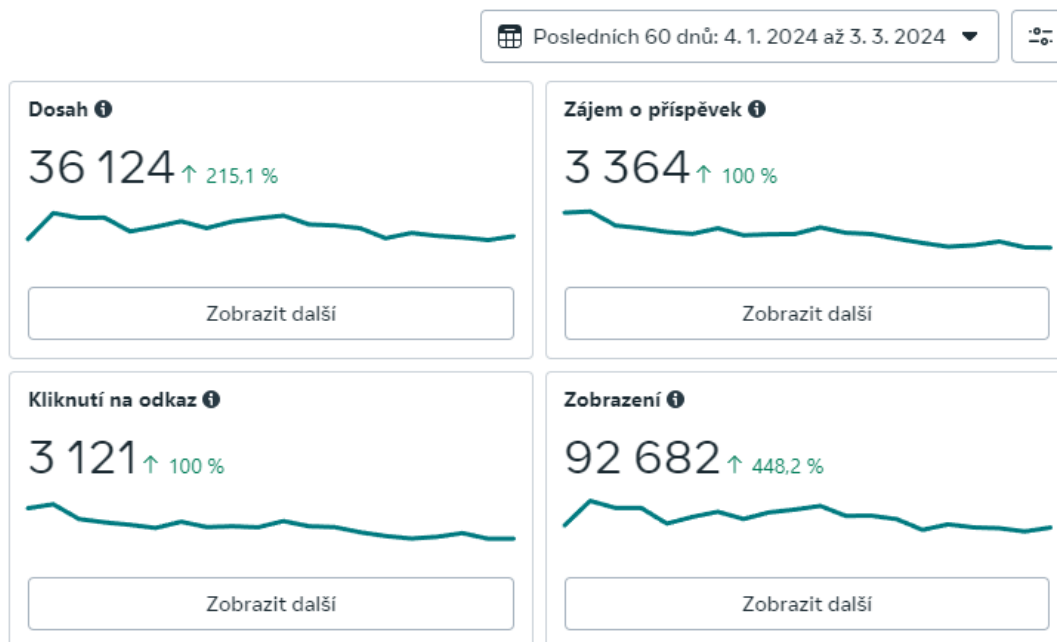 Posledních 60 dnů: 4. 1. 2024 až 3. 3. 2024
Dosah
36 124 ↑ 215,1 %
Zobrazit další
Zájem o příspěvek
3 364 ↑ 100 %
Zobrazit další
Kliknutí na odkaz
3 121 ↑ 100 %
Zobrazit další
Zobrazení
92 682 ↑ 448,2 %
Zobrazit další